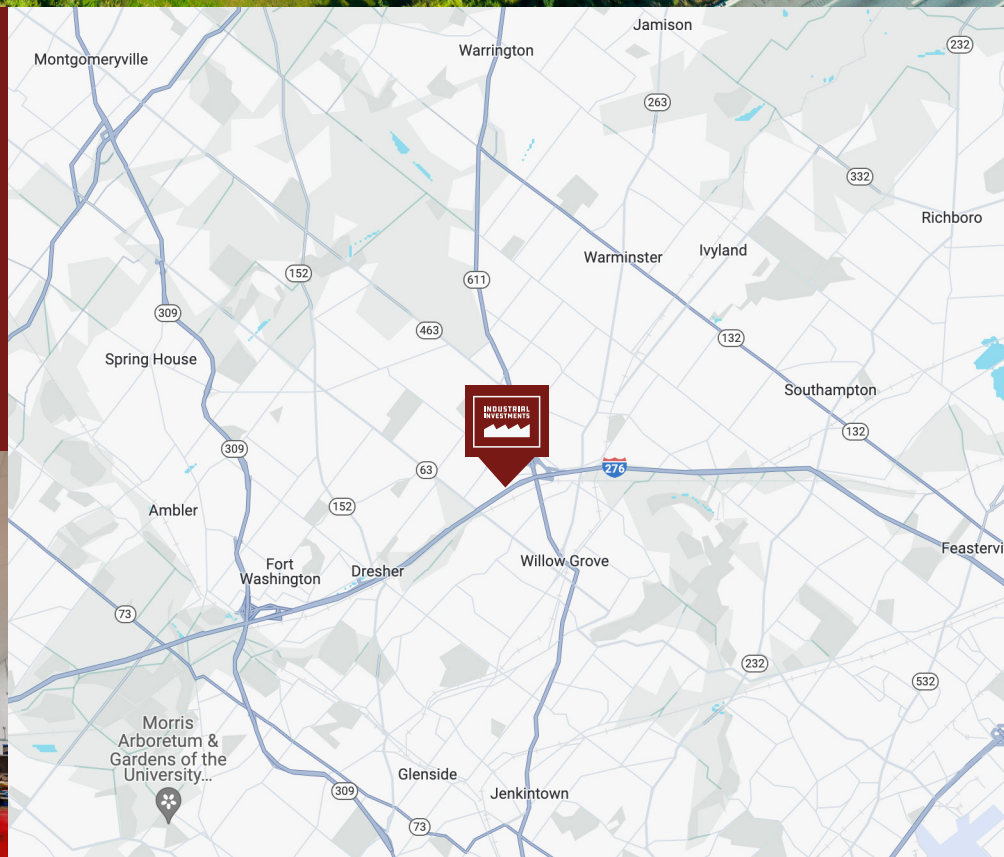 Jamison
Warrington
232
Montgomeryville
263
332
Richboro
Ivyland
Warminster
152
611
309
463
132
Spring House
Southampton
INDUSTRIAL
INVESTMENTS
132
309
63
276
152
Ambler
Feastervi
Fort
Washington
Dresher
Willow Grove
73
232
532
Morris
Arboretum &
Gardens of the
University...
Glenside
309
Jenkintown
73